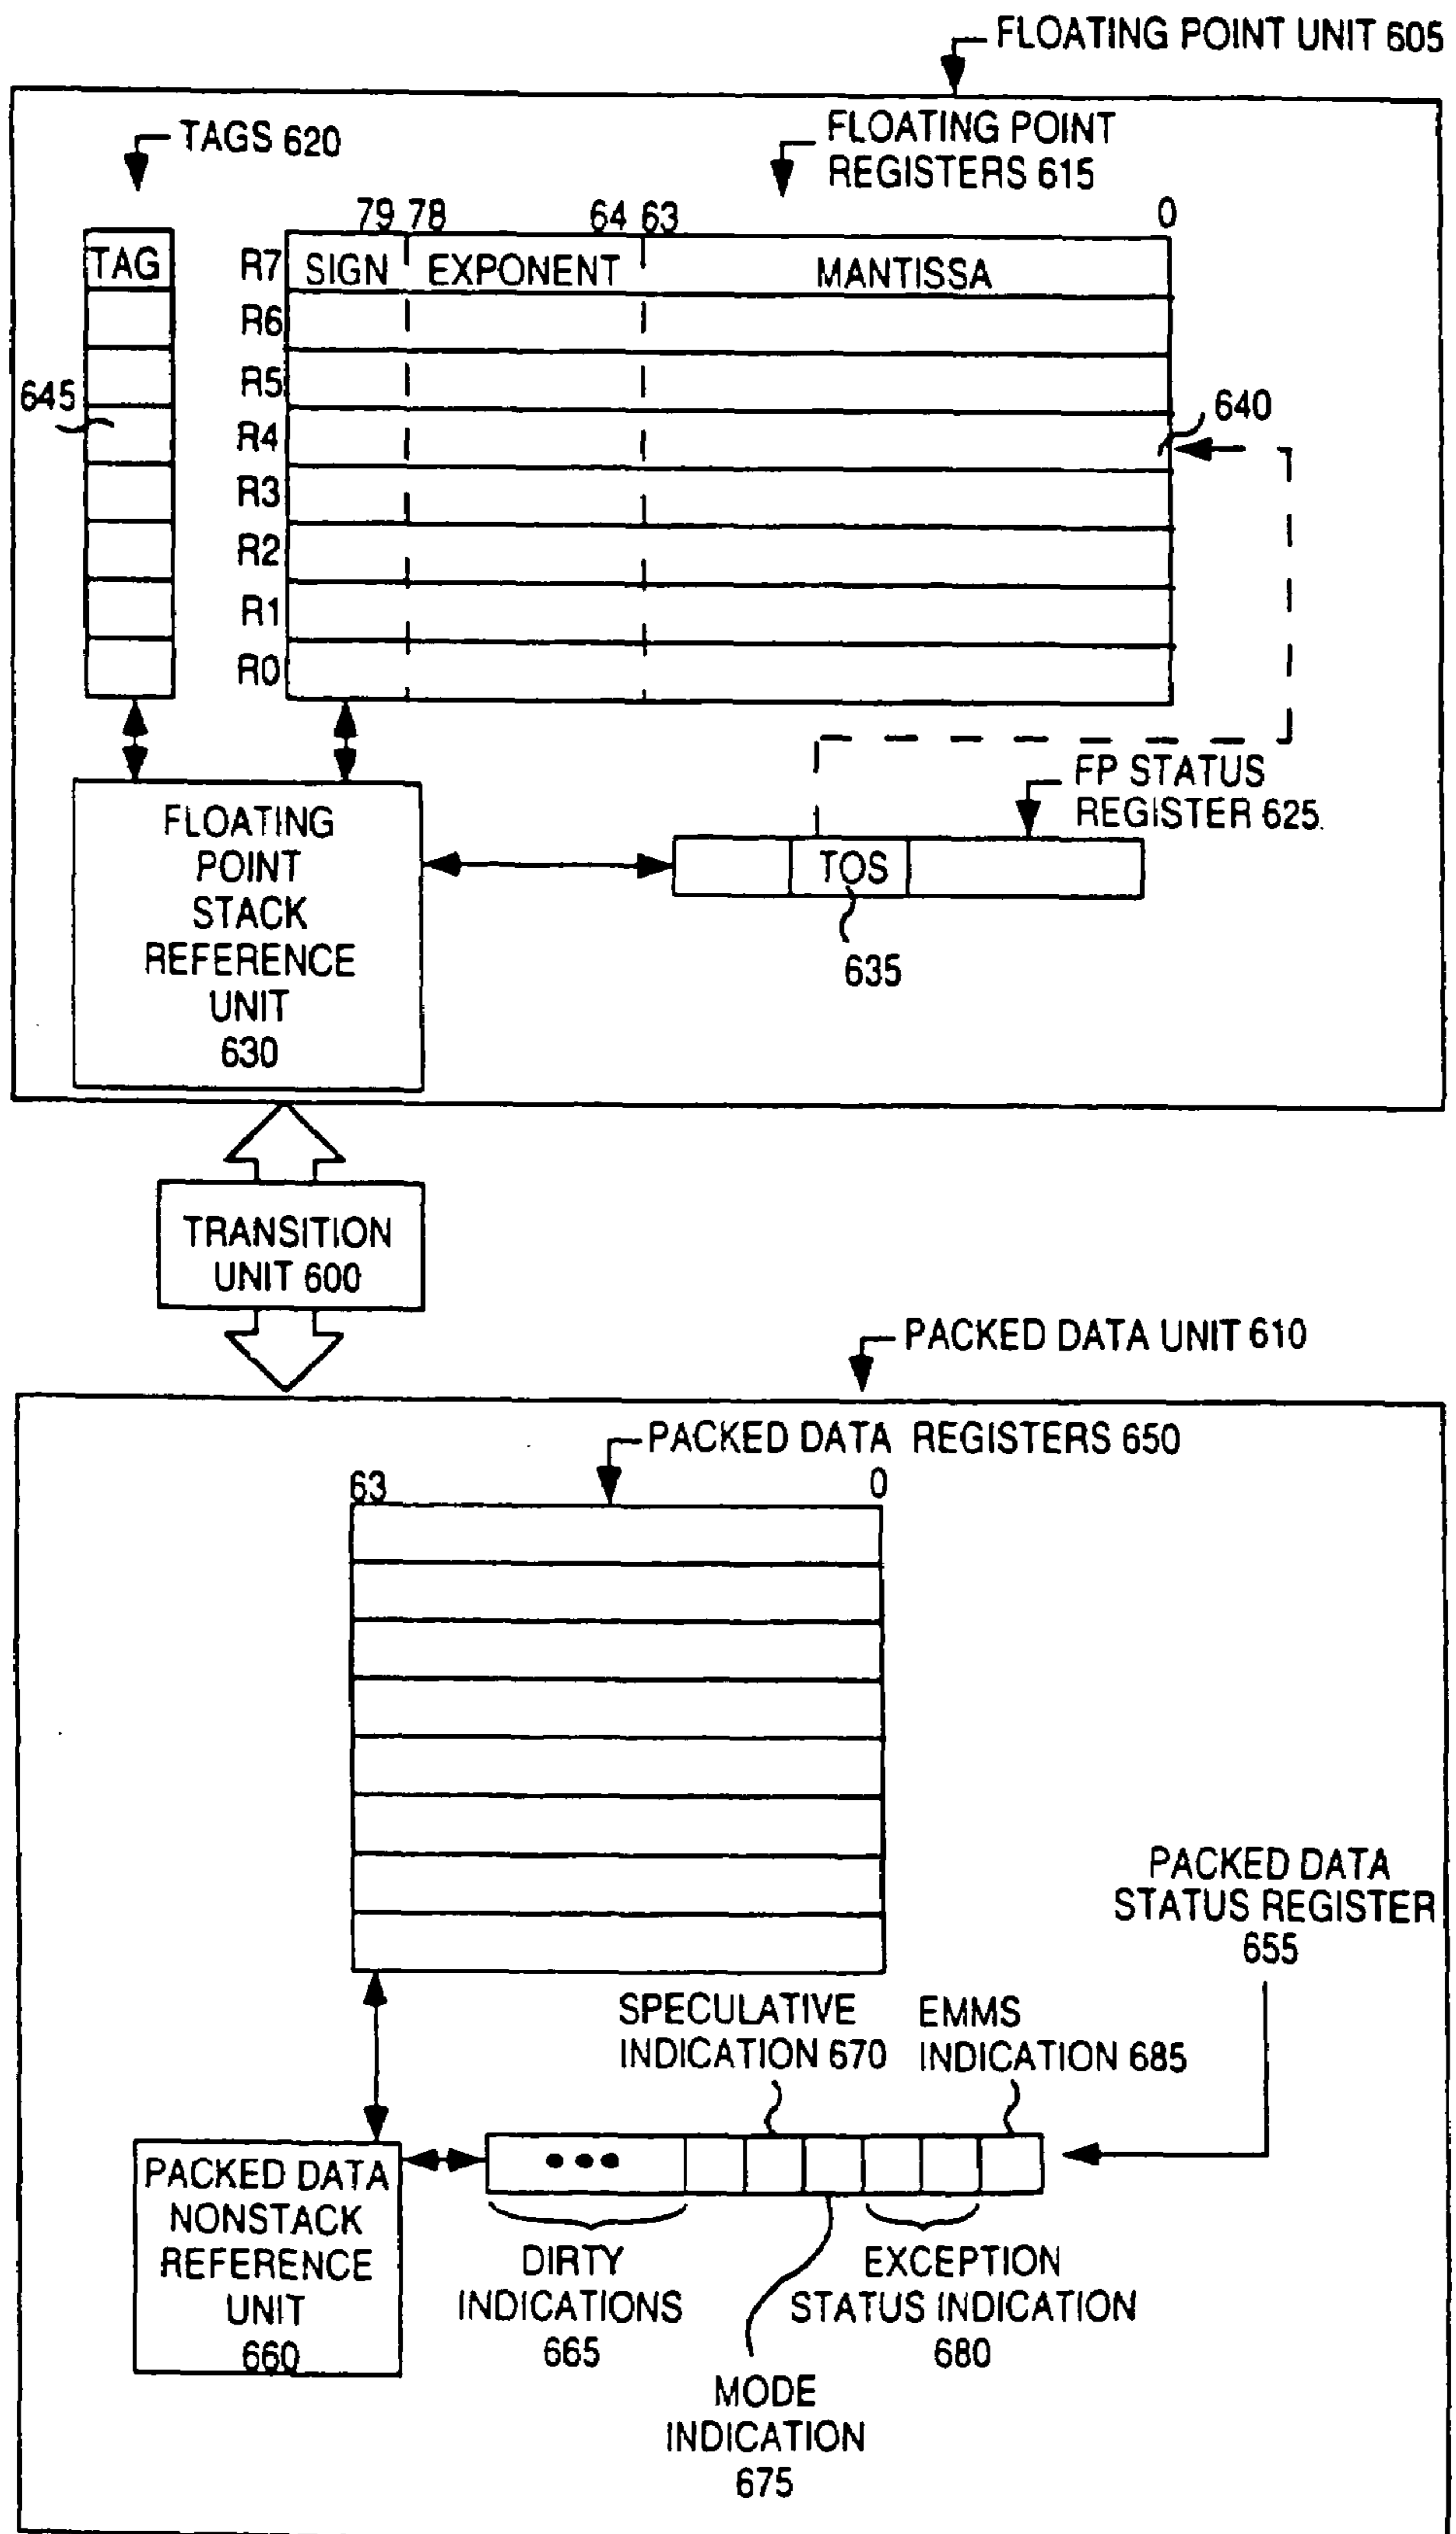 FLOATING POINT UNIT 605
TAGS 620
FLOATING POINT
REGISTERS 615
79 78 64 63 0
TAG R7 SIGN EXPONENT MANTISSA
R6
R5
645
640
R4
R3
R2
R1
R0
FP STATUS
REGISTER 625
FLOATING
POINT
STACK
REFERENCE
UNIT
630
TOS
635
TRANSITION
UNIT 600
PACKED DATA UNIT 610
PACKED DATA REGISTERS 650
63 0
PACKED DATA
STATUS REGISTER
655
SPECULATIVE
INDICATION 670
EMMS
INDICATION 685
PACKED DATA
NONSTACK
REFERENCE
UNIT
660
DIRTY
INDICATIONS
665
EXCEPTION
STATUS INDICATION
680
MODE
INDICATION
675